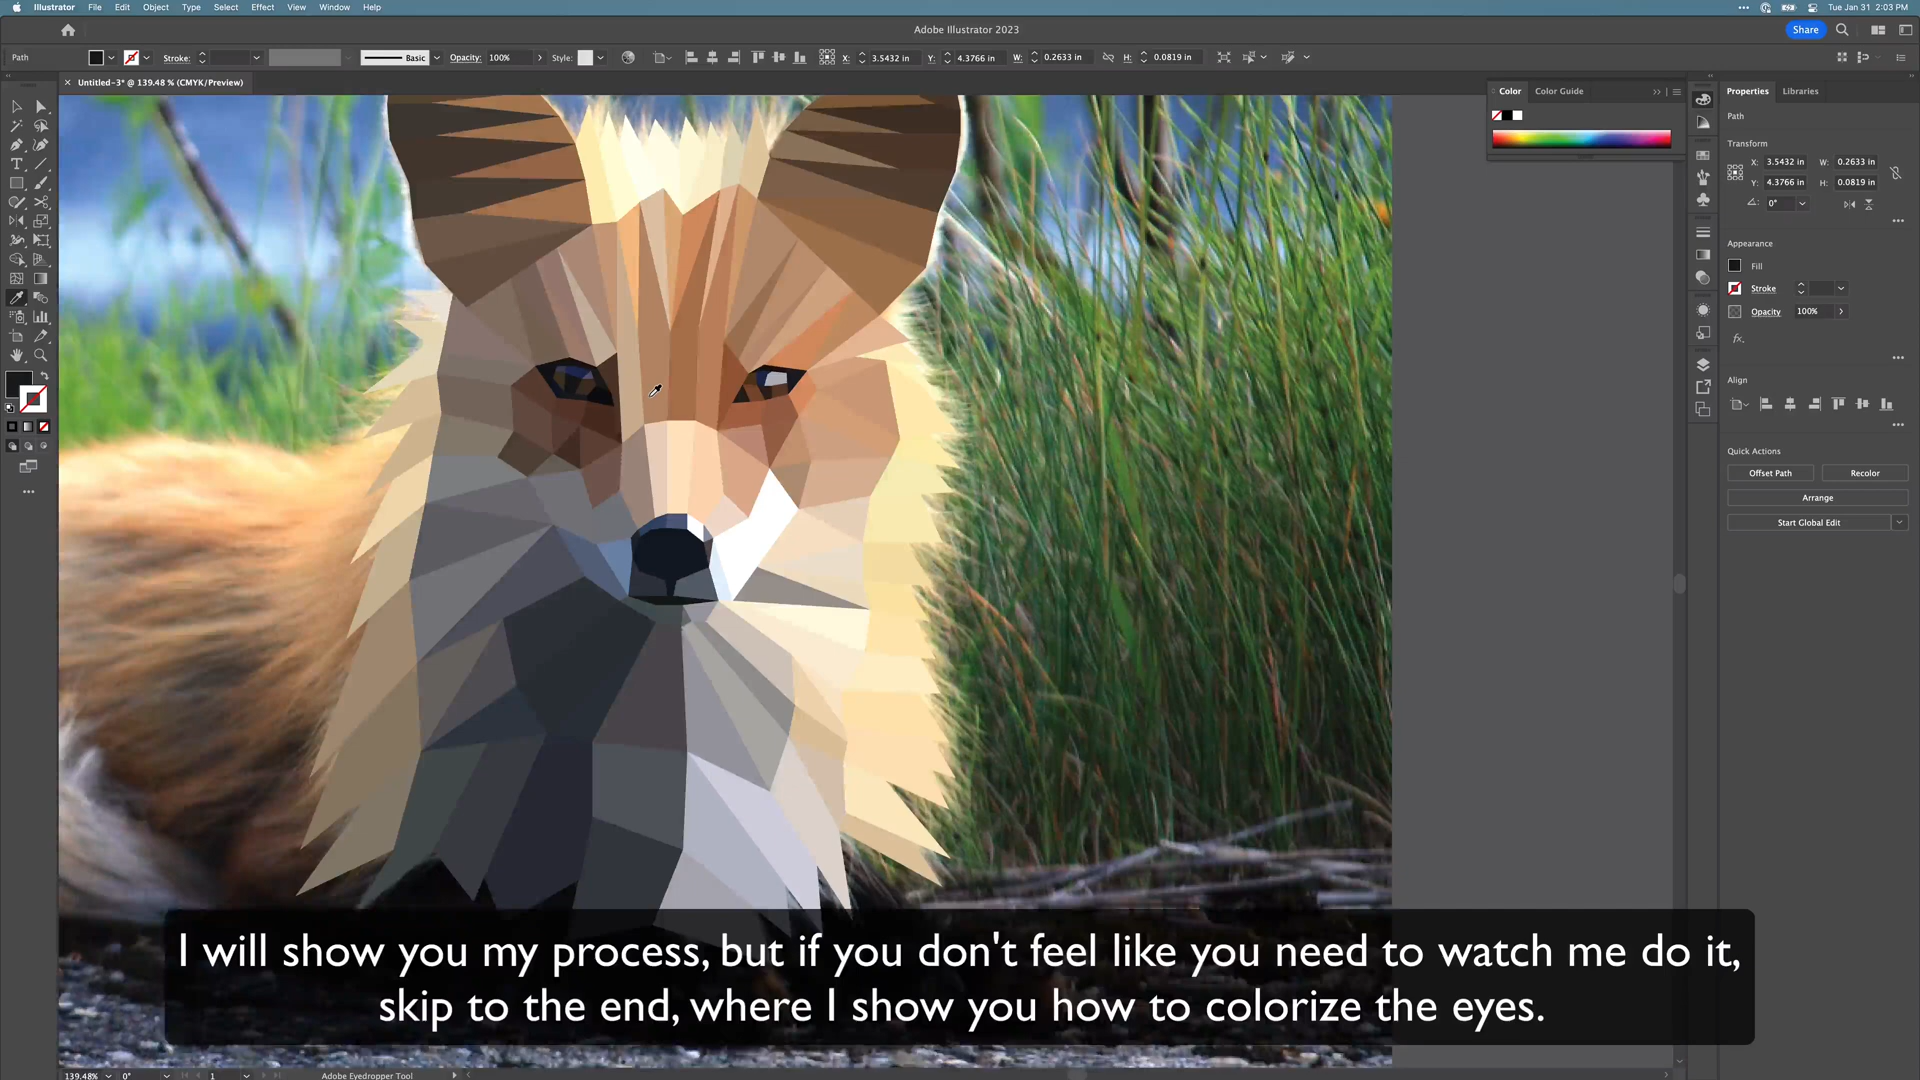 Illustrator File Edit Object Type Select Effect View Window Help
Tue Jan 31 2:03 PM
Adobe Illustrator 2023
Share
Path
Stroke:
Basic
Opacity: 100%
Style:
X: 3.5432 in
Y: 4.3766 in
W: 0.2633 in
H: 0.0819 in
× Untitled-3* @ 139.48 % (CMYK/Preview)
Color
Color Guide
Properties
Libraries
Path
Transform
X: 3.5432 in
W: 0.2633 in
Y: 4.3766 in
H: 0.0819 in
0°
Appearance
Fill
Stroke
Opacity 100%
fx.
Align
Quick Actions
Offset Path
Recolor
Arrange
Start Global Edit
I will show you my process, but if you don't feel like you need to watch me do it,
skip to the end, where I show you how to colorize the eyes.
139.48%
0°
1
Adobe Eyedropper Tool